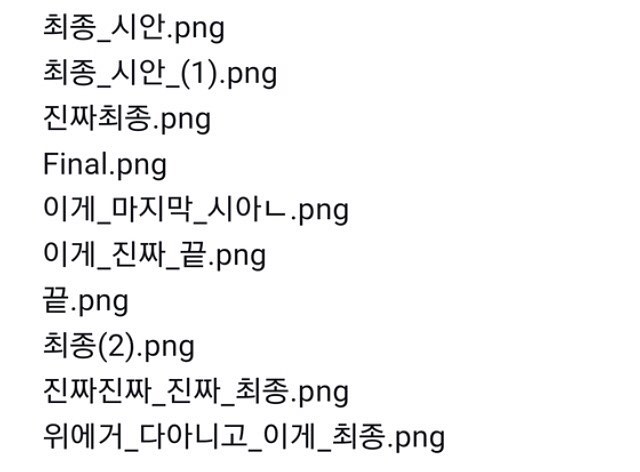 최종_시안.png
최종_시안_(1).png
진짜최종.png
Final.png
이게_마지막_시아ㄴ.png
이게_진짜_끝.png
끝.png
최종(2).png
진짜진짜_진짜_최종.png
위에거_다아니고_이게_최종.png